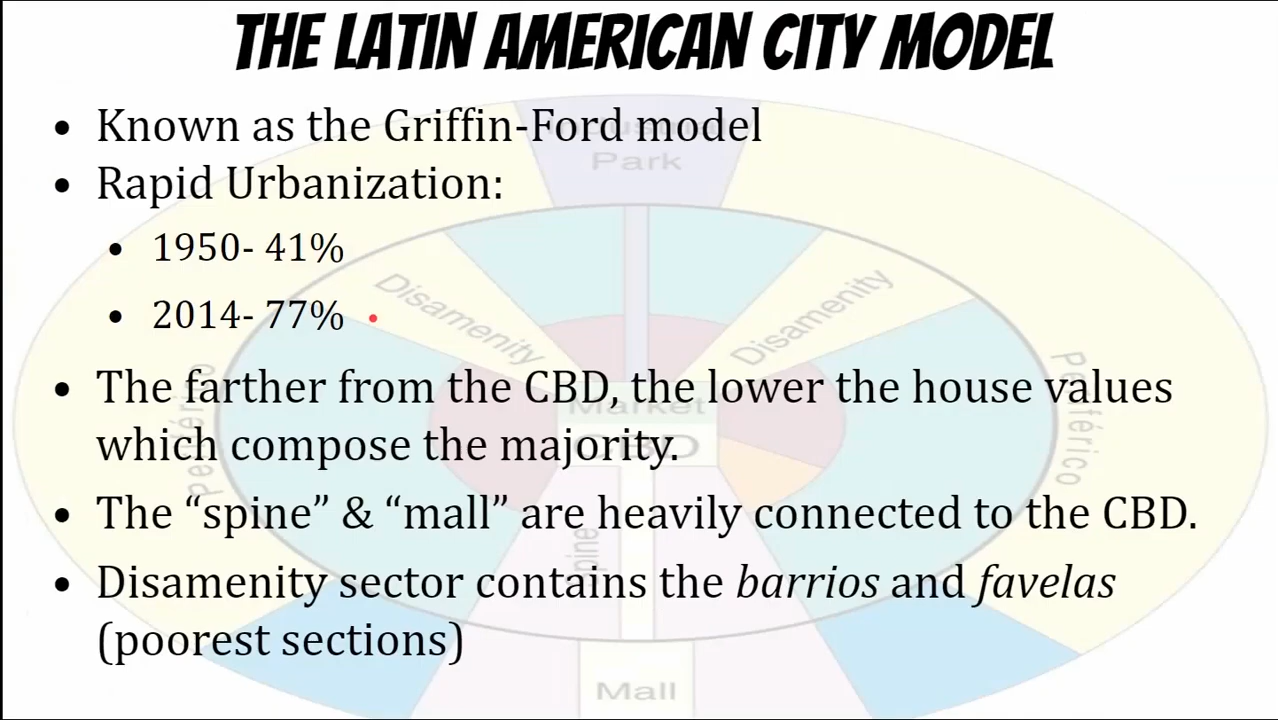 THE LATIN AMERICAN CITY MODEL
• Known as the Griffin-Ford model
• Rapid Urbanization:
• 1950- 41%
• 2014- 77%
• The farther from the CBD, the lower the house values
which compose the majority.
• The “spine” & “mall” are heavily connected to the CBD.
• Disamenity sector contains the barrios and favelas
(poorest sections)
Park
Disamenity
Disamenity
Market
CBD
Periférico
Periférico
Mall